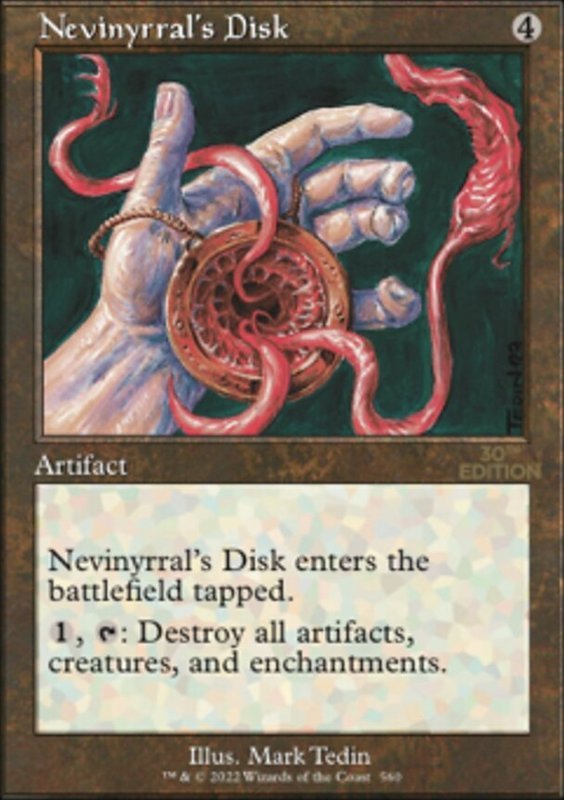 Nevinyrral's Disk
4
Artifact
30TH
EDITION
Nevinyrral's Disk enters the
battlefield tapped.
1, : Destroy all artifacts,
creatures, and enchantments.
Illus. Mark Tedin
™ & © 2022 Wizards of the Coast 560